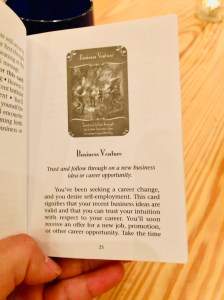 Business Venture
Business Venture
Trust and follow through on a new business
idea or career opportunity.
You've been seeking a career change,
and you desire self-employment. This card
signifies that your recent business ideas are
valid and that you can trust your intuition
with respect to your career. You'll soon
receive an offer for a new job, promotion,
or other career opportunity. Take the time
23